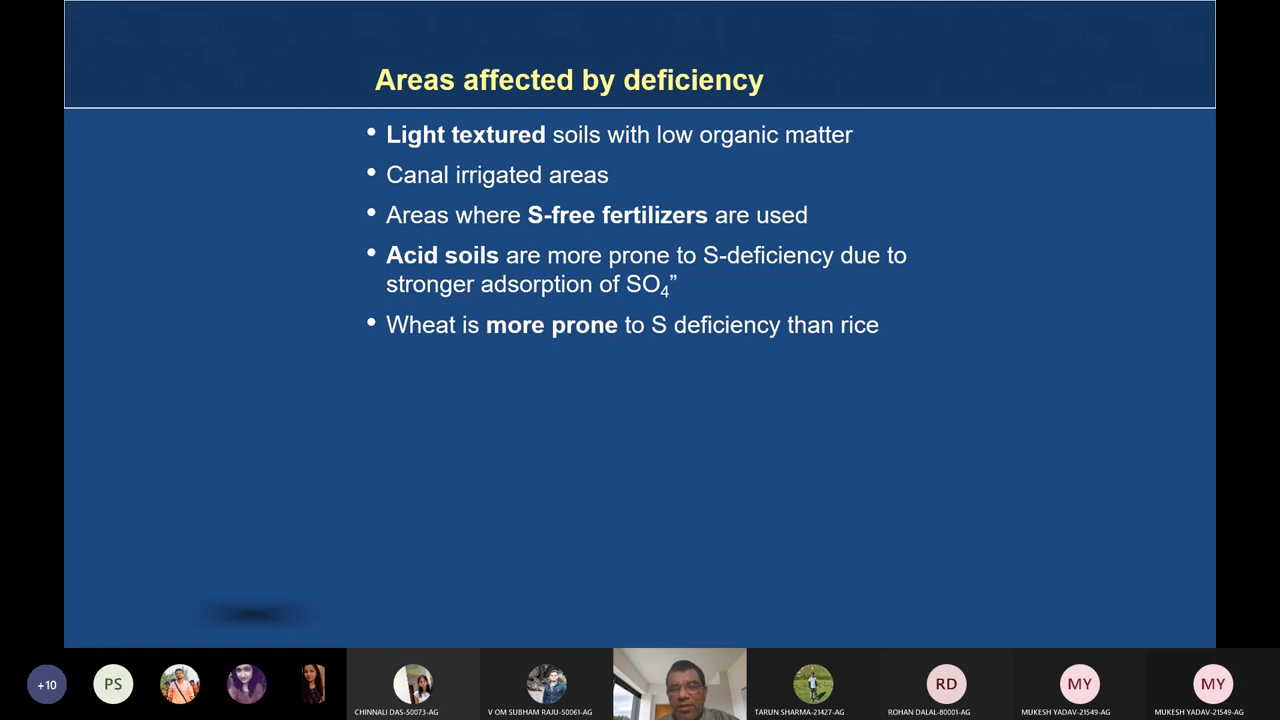 Areas affected by deficiency
• Light textured soils with low organic matter
• Canal irrigated areas
• Areas where S-free fertilizers are used
• Acid soils are more prone to S-deficiency due to
stronger adsorption of SO₄”
• Wheat is more prone to S deficiency than rice
+10
PS
RD
MY
MY
CHINNALI DAS-50073-AG
V OM SUBHAM RAJU-50061-AG
TARUN SHARMA-21427-AG
ROHAN DALAL-80001-AG
MUKESH YADAV-21549-AG
MUKESH YADAV-21549-AG